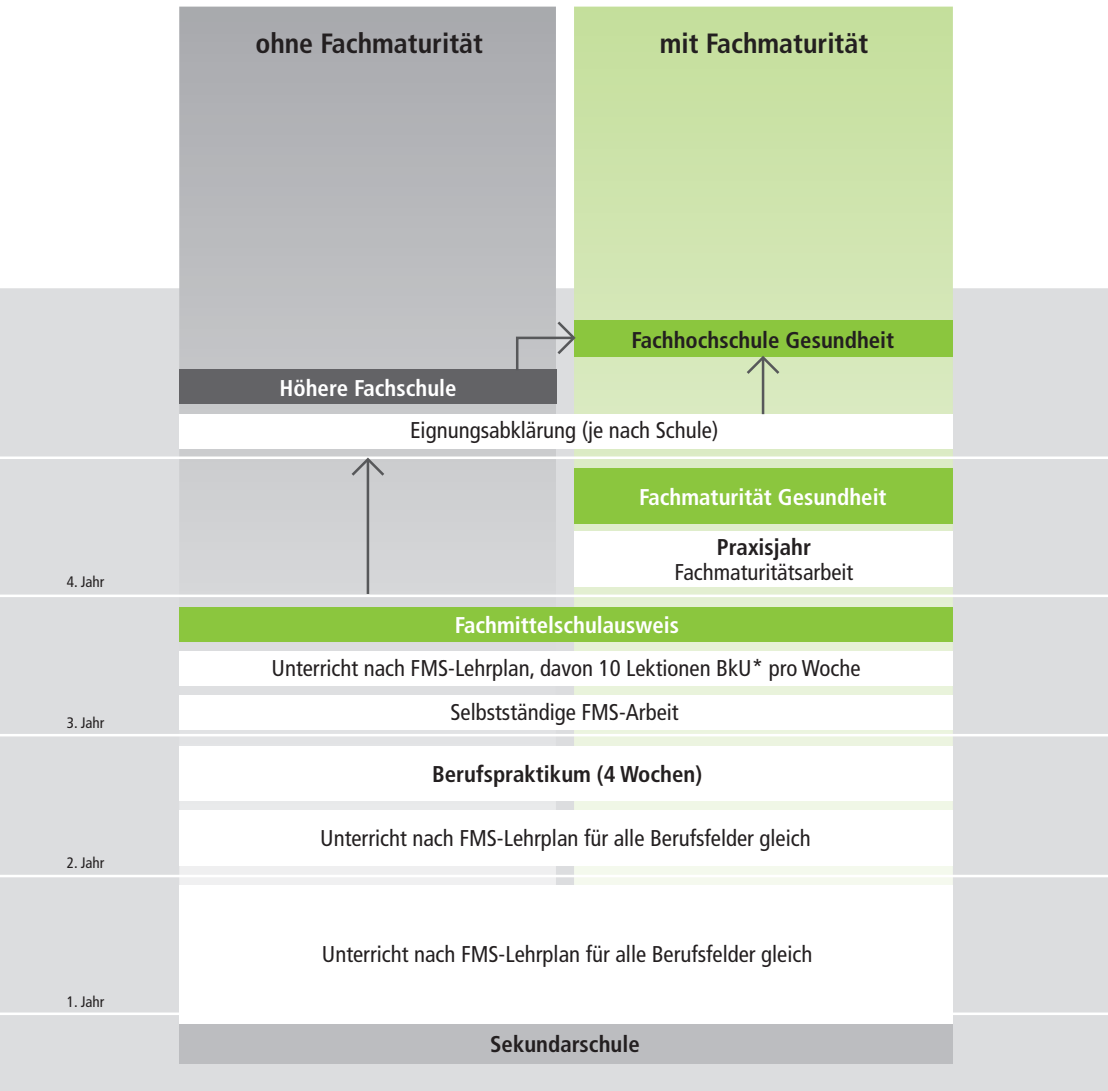 ohne Fachmaturität
mit Fachmaturität
Fachhochschule Gesundheit
Höhere Fachschule
Eignungsabklärung (je nach Schule)
Fachmaturität Gesundheit
Praxisjahr
Fachmaturitätsarbeit
4. Jahr
Fachmittelschulausweis
Unterricht nach FMS-Lehrplan, davon 10 Lektionen BkU* pro Woche
Selbstständige FMS-Arbeit
3. Jahr
Berufspraktikum (4 Wochen)
Unterricht nach FMS-Lehrplan für alle Berufsfelder gleich
2. Jahr
Unterricht nach FMS-Lehrplan für alle Berufsfelder gleich
1. Jahr
Sekundarschule